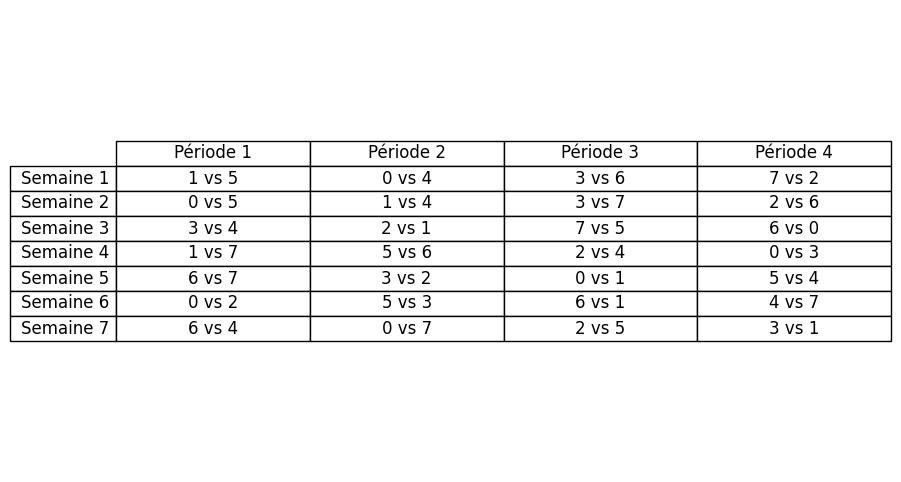 Période 1 Période 2 Période 3 Période 4
Semaine 1 1 vs 5 0 vs 4 3 vs 6 7 vs 2
Semaine 2 0 vs 5 1 vs 4 3 vs 7 2 vs 6
Semaine 3 3 vs 4 2 vs 1 7 vs 5 6 vs 0
Semaine 4 1 vs 7 5 vs 6 2 vs 4 0 vs 3
Semaine 5 6 vs 7 3 vs 2 0 vs 1 5 vs 4
Semaine 6 0 vs 2 5 vs 3 6 vs 1 4 vs 7
Semaine 7 6 vs 4 0 vs 7 2 vs 5 3 vs 1